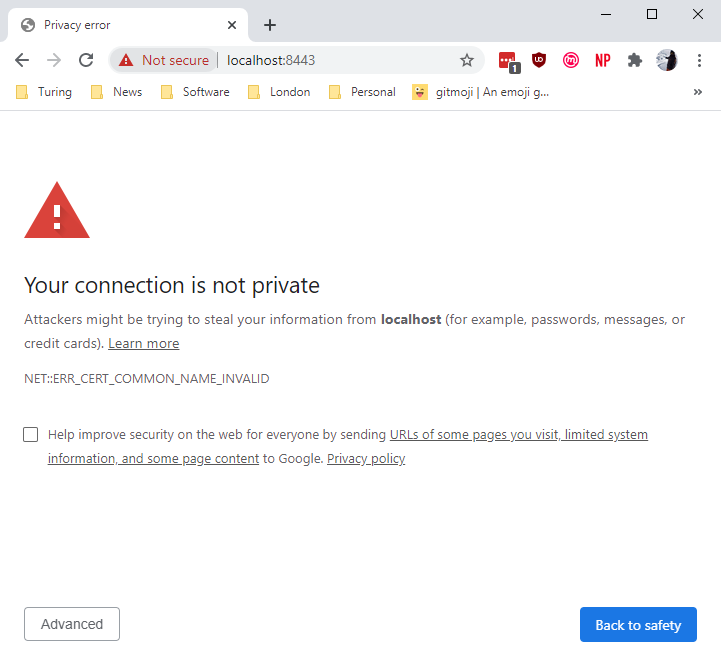 Privacy error
Not secure localhost:8443
1 UD m NP
Turing News Software London Personal gitmoji | An emoji g... »
Your connection is not private
Attackers might be trying to steal your information from localhost (for example, passwords, messages, or
credit cards). Learn more
NET::ERR_CERT_COMMON_NAME_INVALID
Help improve security on the web for everyone by sending URLs of some pages you visit, limited system
information, and some page content to Google. Privacy policy
Advanced Back to safety